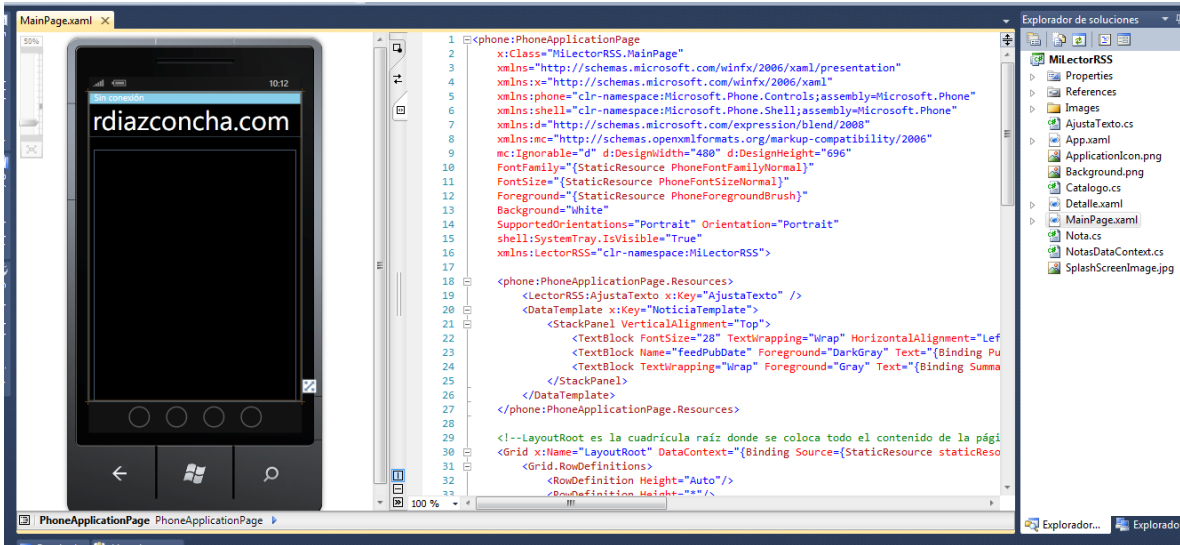 MainPage.xaml
50%
10:12
Sin conexión
rdiazconcha.com
1 <phone:PhoneApplicationPage
2 x:Class="MiLectorRSS.MainPage"
3 xmlns="http://schemas.microsoft.com/winfx/2006/xaml/presentation"
4 xmlns:x="http://schemas.microsoft.com/winfx/2006/xaml"
5 xmlns:phone="clr-namespace:Microsoft.Phone.Controls;assembly=Microsoft.Phone"
6 xmlns:shell="clr-namespace:Microsoft.Phone.Shell;assembly=Microsoft.Phone"
7 xmlns:d="http://schemas.microsoft.com/expression/blend/2008"
8 xmlns:mc="http://schemas.openxmlformats.org/markup-compatibility/2006"
9 mc:Ignorable="d" d:DesignWidth="480" d:DesignHeight="696"
10 FontFamily="{StaticResource PhoneFontFamilyNormal}"
11 FontSize="{StaticResource PhoneFontSizeNormal}"
12 Foreground="{StaticResource PhoneForegroundBrush}"
13 Background="White"
14 SupportedOrientations="Portrait" Orientation="Portrait"
15 shell:SystemTray.IsVisible="True"
16 xmlns:LectorRSS="clr-namespace:MiLectorRSS">
17
18 <phone:PhoneApplicationPage.Resources>
19 <LectorRSS:AjustaTexto x:Key="AjustaTexto" />
20 <DataTemplate x:Key="NoticiaTemplate">
21 <StackPanel VerticalAlignment="Top">
22 <TextBlock FontSize="28" TextWrapping="Wrap" HorizontalAlignment="Lef
23 <TextBlock Name="feedPubDate" Foreground="DarkGray" Text="{Binding Pu
24 <TextBlock TextWrapping="Wrap" Foreground="Gray" Text="{Binding Summa
25 </StackPanel>
26 </DataTemplate>
27 </phone:PhoneApplicationPage.Resources>
28
29 <!--LayoutRoot es la cuadrícula raíz donde se coloca todo el contenido de la pági
30 <Grid x:Name="LayoutRoot" DataContext="{Binding Source={StaticResource staticReso
31 <Grid.RowDefinitions>
32 <RowDefinition Height="Auto"/>
33 <RowDefinition Height="*"/>
100 %
PhoneApplicationPage PhoneApplicationPage
Explorador de soluciones
MiLectorRSS
Properties
References
Images
AjustaTexto.cs
App.xaml
ApplicationIcon.png
Background.png
Catalogo.cs
Detalle.xaml
MainPage.xaml
Nota.cs
NotasDataContext.cs
SplashScreenImage.jpg
Explorador...
Explorado